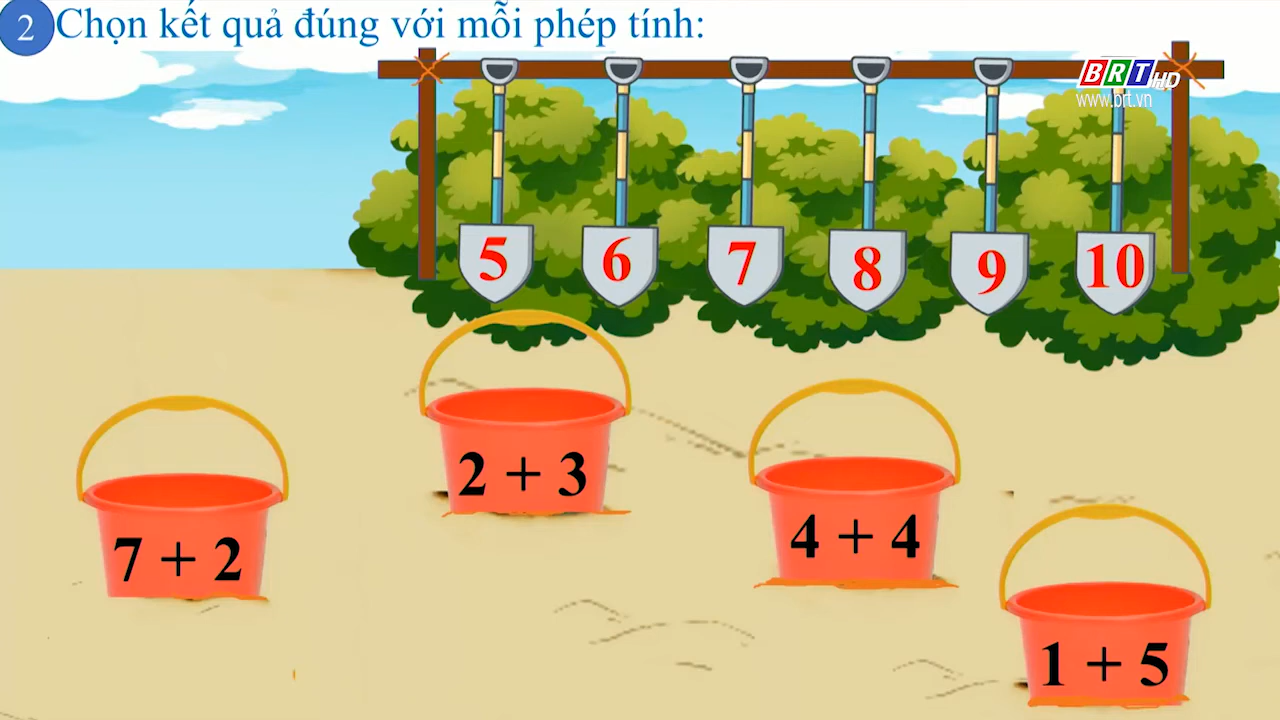 2 Chọn kết quả đúng với mỗi phép tính:
BRT HD
www.brt.vn
5 6 7 8 9 10
2 + 3
7 + 2
4 + 4
1 + 5